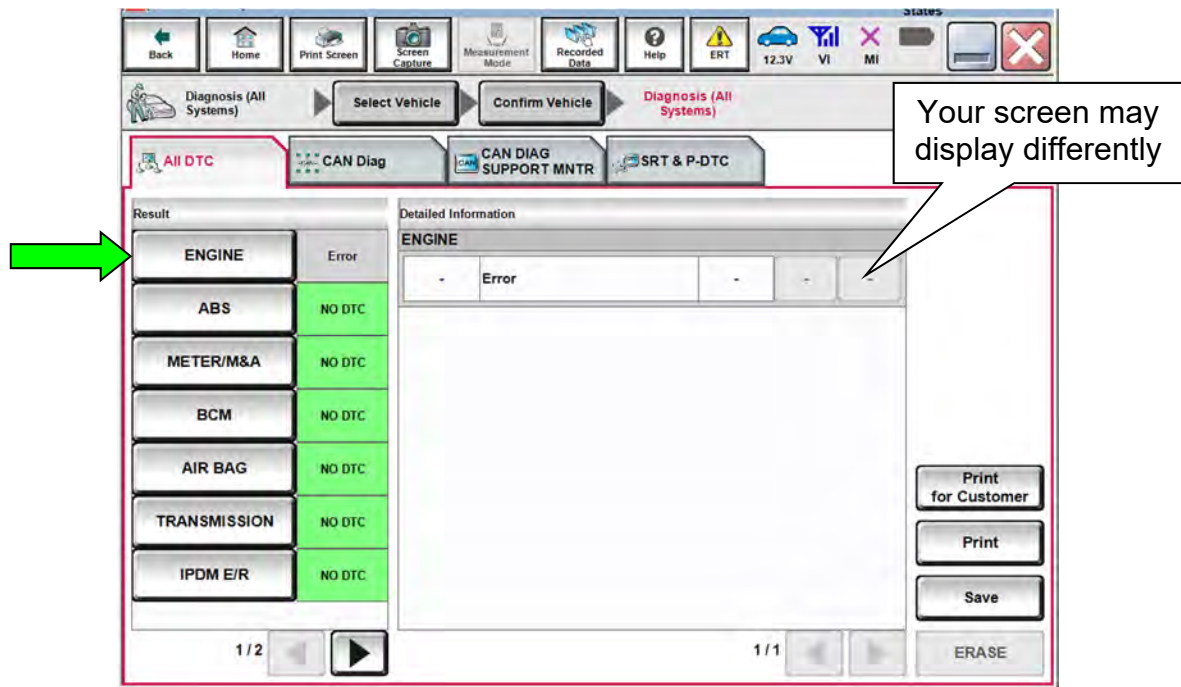 States
Back
Home
Print Screen
Screen
Capture
Measurement
Mode
Recorded
Data
Help
ERT
12.3V
VI
MI
Diagnosis (All
Systems)
Select Vehicle
Confirm Vehicle
Diagnosis (All
Systems)
Your screen may
display differently
All DTC
CAN Diag
CAN
CAN DIAG
SUPPORT MNTR
SRT & P-DTC
Result
Detailed Information
ENGINE
Error
ENGINE
- Error - - -
ABS
NO DTC
METER/M&A
NO DTC
BCM
NO DTC
AIR BAG
NO DTC
TRANSMISSION
NO DTC
IPDM E/R
NO DTC
Print
for Customer
Print
Save
1/2
1/1
ERASE